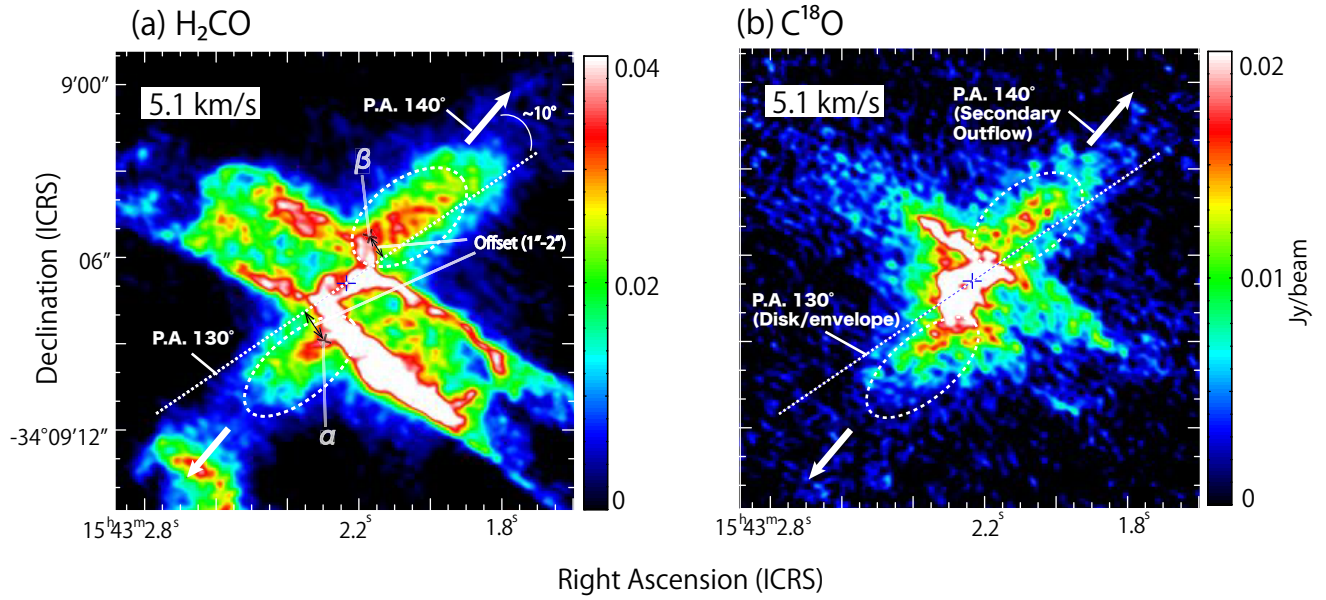 (a) H₂CO
5.1 km/s
P.A. 140°
~10°
β
Offset (1”-2”)
P.A. 130°
α
9’00”
06”
-34°09’12”
Declination (ICRS)
15ʰ43ᵐ2.8ˢ
2.2ˢ
1.8ˢ
0.04
0.02
0
(b) C¹⁸O
5.1 km/s
P.A. 140°
(Secondary
Outflow)
P.A. 130°
(Disk/envelope)
15ʰ43ᵐ2.8ˢ
2.2ˢ
1.8ˢ
0.02
0.01
0
Jy/beam
Right Ascension (ICRS)